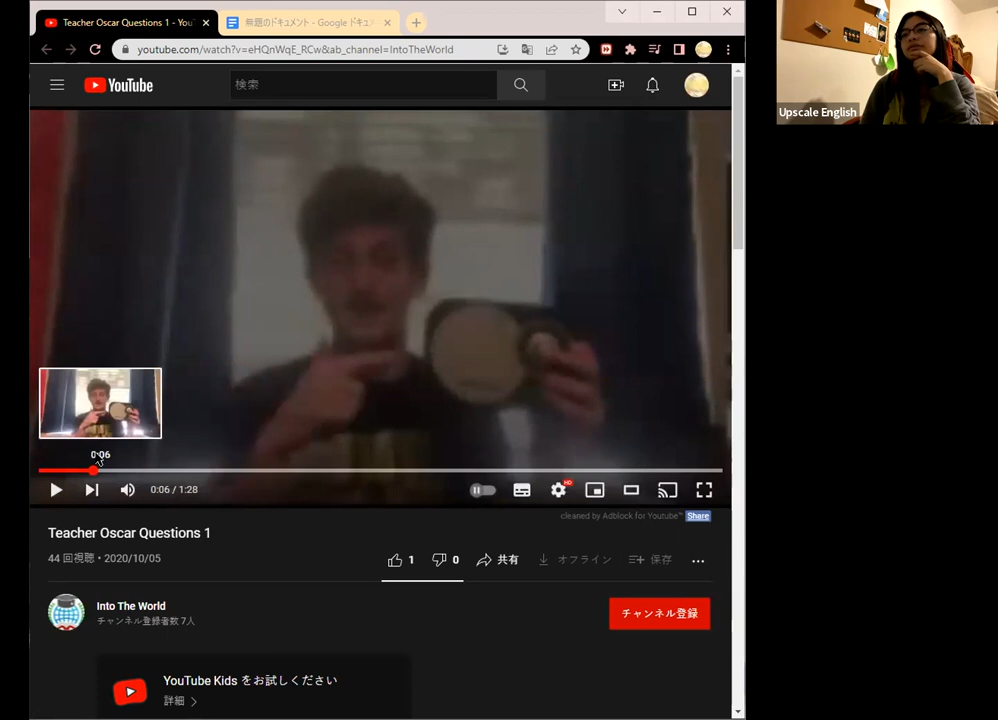 Teacher Oscar Questions 1 - You
無題のドキュメント - Google ドキュメ
youtube.com/watch?v=eHQnWqE_RCw&ab_channel=IntoTheWorld
YouTube
検索
Upscale English
0:06
0:06 / 1:28
HD
cleaned by Adblock for Youtube™ Share
Teacher Oscar Questions 1
44 回視聴・2020/10/05
1
0
共有
オフライン
保存
Into The World
チャンネル登録者数 7人
チャンネル登録
YouTube Kids をお試しください
詳細